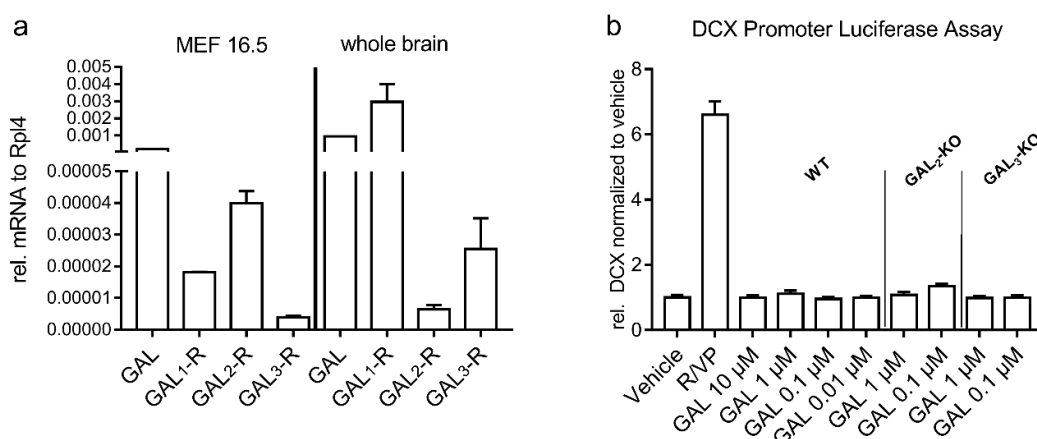 a
MEF 16.5
whole brain
rel. mRNA to Rpl4
0.005
0.004
0.003
0.002
0.001
0.00005
0.00004
0.00003
0.00002
0.00001
0.00000
GAL
GAL1-R
GAL2-R
GAL3-R
GAL
GAL1-R
GAL2-R
GAL3-R
b
DCX Promoter Luciferase Assay
rel. DCX normalized to vehicle
8
6
4
2
0
WT
GAL₂-KO
GAL₃-KO
Vehicle
R/VP
GAL 10 µM
GAL 1 µM
GAL 0.1 µM
GAL 0.01 µM
GAL 1 µM
GAL 0.1 µM
GAL 1 µM
GAL 0.1 µM